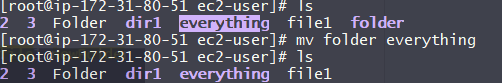 [root@ip-172-31-80-51 ec2-user]# ls
2 3 Folder dir1 everything file1 folder
[root@ip-172-31-80-51 ec2-user]# mv folder everything
[root@ip-172-31-80-51 ec2-user]# ls
2 3 Folder dir1 everything file1